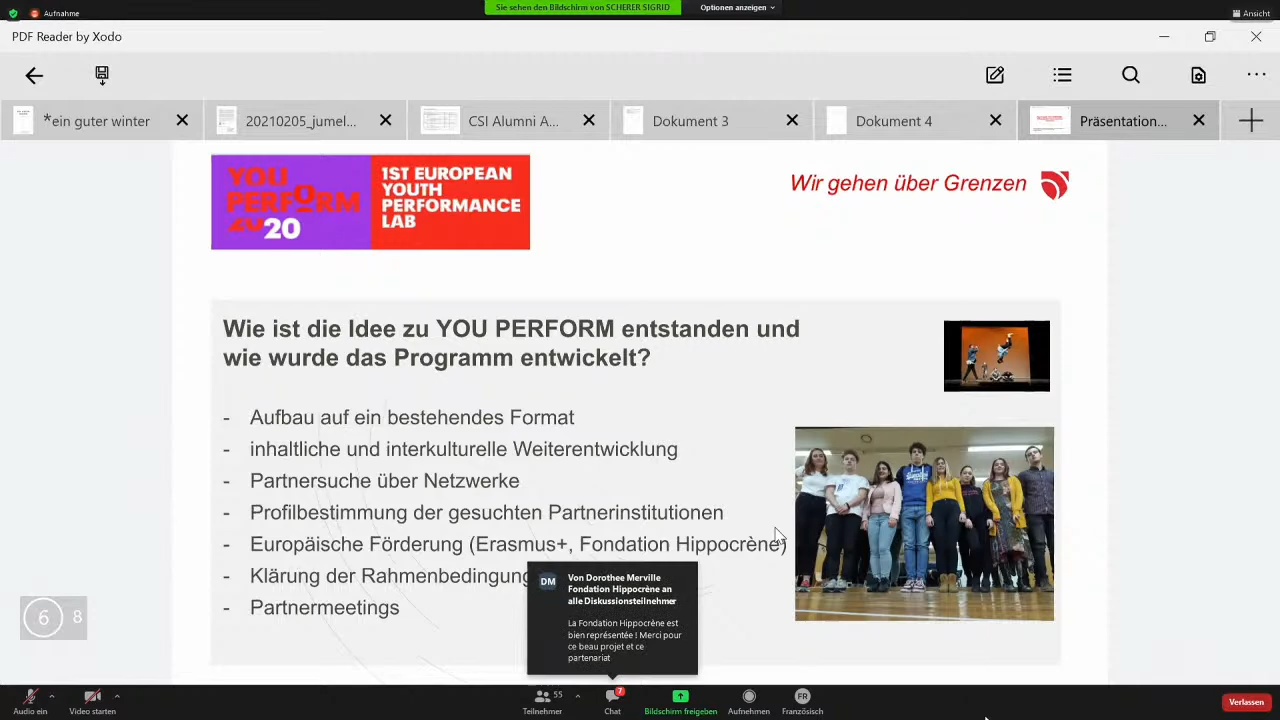 Aufnahme
Sie sehen den Bildschirm von SCHERER SIGRID
Optionen anzeigen
Ansicht
PDF Reader by Xodo
*ein guter winter
20210205_jumel...
CSI Alumni A...
Dokument 3
Dokument 4
Präsentation...
YOU
PERFORM
20
1ST EUROPEAN
YOUTH
PERFORMANCE
LAB
Wir gehen über Grenzen
Wie ist die Idee zu YOU PERFORM entstanden und
wie wurde das Programm entwickelt?
- Aufbau auf ein bestehendes Format
- inhaltliche und interkulturelle Weiterentwicklung
- Partnersuche über Netzwerke
- Profilbestimmung der gesuchten Partnerinstitutionen
- Europäische Förderung (Erasmus+, Fondation Hippocrène)
- Klärung der Rahmenbedingung
- Partnermeetings
DM
Von Dorothee Merville
Fondation Hippocrène an
alle Diskussionsteilnehmer
La Fondation Hippocrène est
bien représentée ! Merci pour
ce beau projet et ce
partenariat
6
8
Audio ein
Video starten
55
Teilnehmer
7
Chat
Bildschirm freigeben
Aufnehmen
FR
Französisch
Verlassen